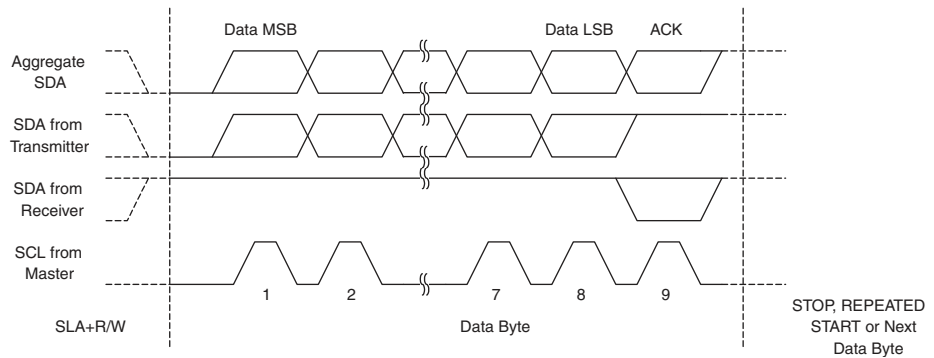 Data MSB
Data LSB
ACK
Aggregate
SDA
SDA from
Transmitter
SDA from
Receiver
SCL from
Master
1
2
7
8
9
SLA+R/W
Data Byte
STOP, REPEATED
START or Next
Data Byte